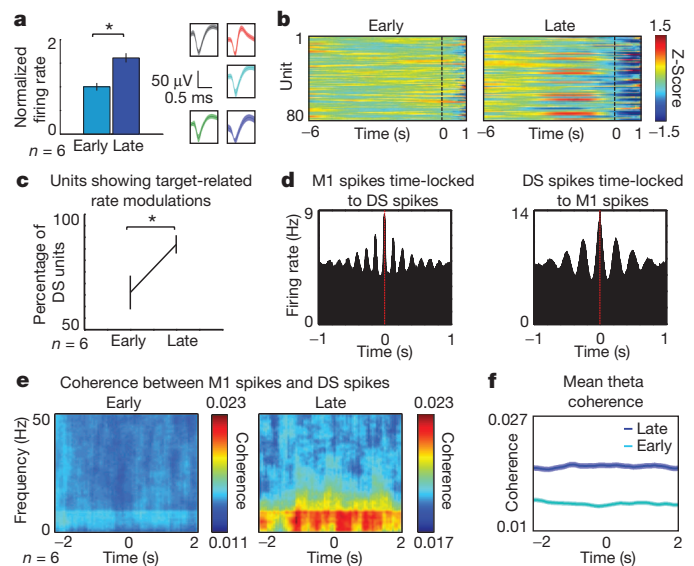 a
Normalized
firing rate
2
1
0
*
n = 6
Early Late
50 μV
0.5 ms
b
Early
Late
Unit
1
80
−6
Time (s)
0
1
−6
Time (s)
0
1
1.5
Z-Score
−1.5
c
Units showing target-related
rate modulations
Percentage of
DS units
100
50
*
n = 6
Early
Late
d
M1 spikes time-locked
to DS spikes
Firing rate (Hz)
9
0
−1
0
1
Time (s)
DS spikes time-locked
to M1 spikes
14
0
−1
0
1
Time (s)
e
Coherence between M1 spikes and DS spikes
Early
Frequency (Hz)
50
0
−2
0
2
Time (s)
n = 6
0.023
Coherence
0.011
Late
−2
0
2
Time (s)
0.023
Coherence
0.017
f
Mean theta
coherence
Coherence
0.027
0.01
Late
Early
−2
0
2
Time (s)